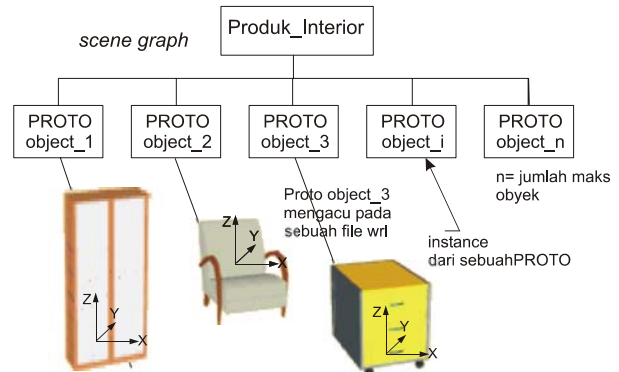 Produk_Interior
scene graph
PROTO
object_1
PROTO
object_2
PROTO
object_3
PROTO
object_i
PROTO
object_n
n= jumlah maks
obyek
Proto object_3
mengacu pada
sebuah file wrl
instance
dari sebuahPROTO
Z
Y
X
Z
Y
X
Z
Y
X